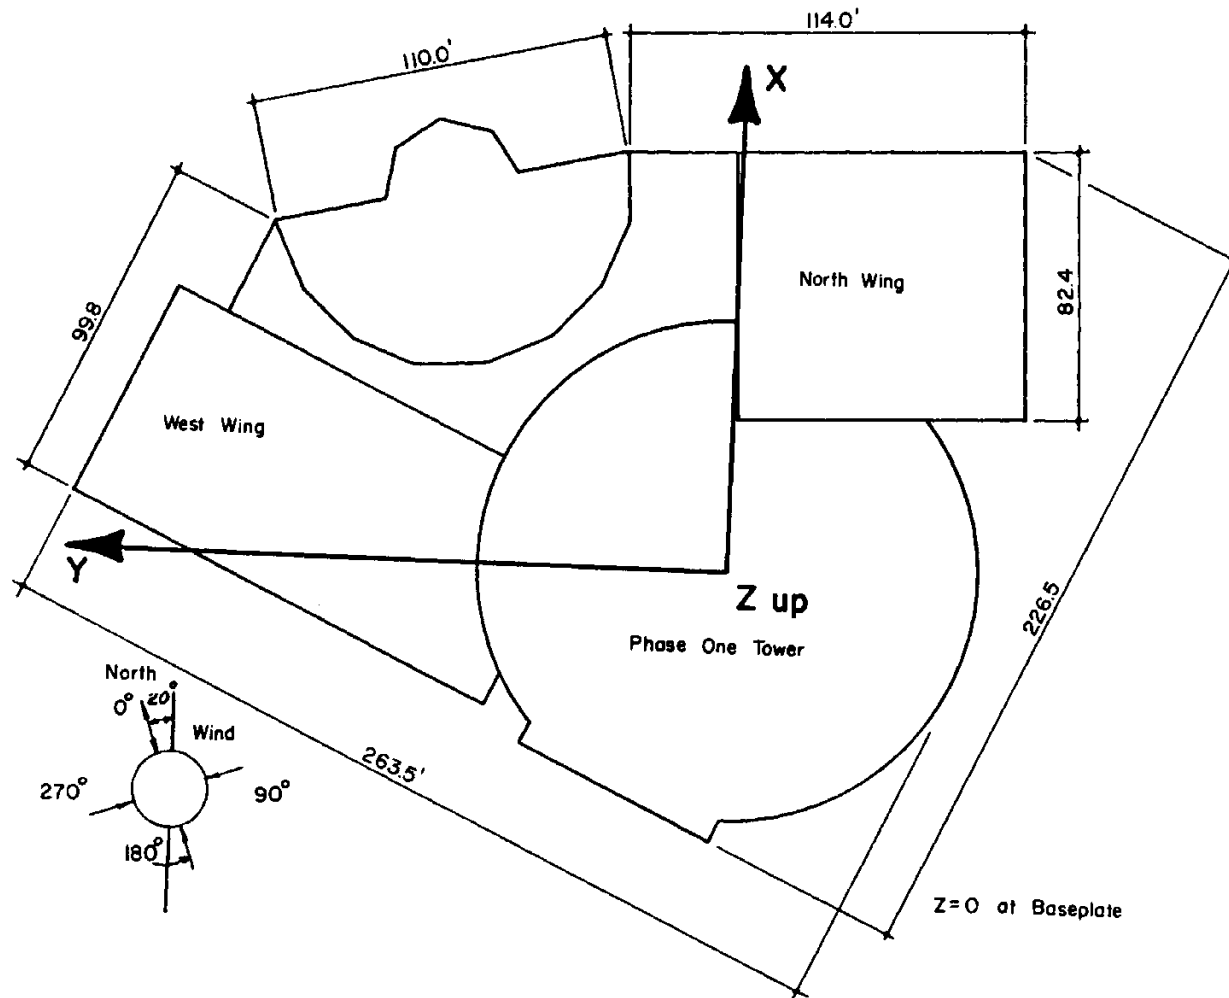 114.0'
110.0'
X
North Wing
82.4
99.8
West Wing
Y
Z up
226.5
Phase One Tower
North
0° 20°
Wind
263.5'
270°
90°
180°
Z=0 at Baseplate